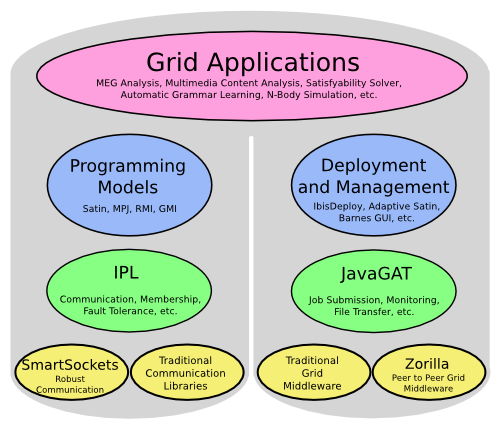 Grid Applications
MEG Analysis, Multimedia Content Analysis, Satisfyability Solver,
Automatic Grammar Learning, N-Body Simulation, etc.
Programming
Models
Satin, MPJ, RMI, GMI
Deployment
and Management
IbisDeploy, Adaptive Satin,
Barnes GUI, etc.
IPL
Communication, Membership,
Fault Tolerance, etc.
JavaGAT
Job Submission, Monitoring,
File Transfer, etc.
SmartSockets
Robust
Communication
Traditional
Communication
Libraries
Traditional
Grid
Middleware
Zorilla
Peer to Peer Grid
Middleware